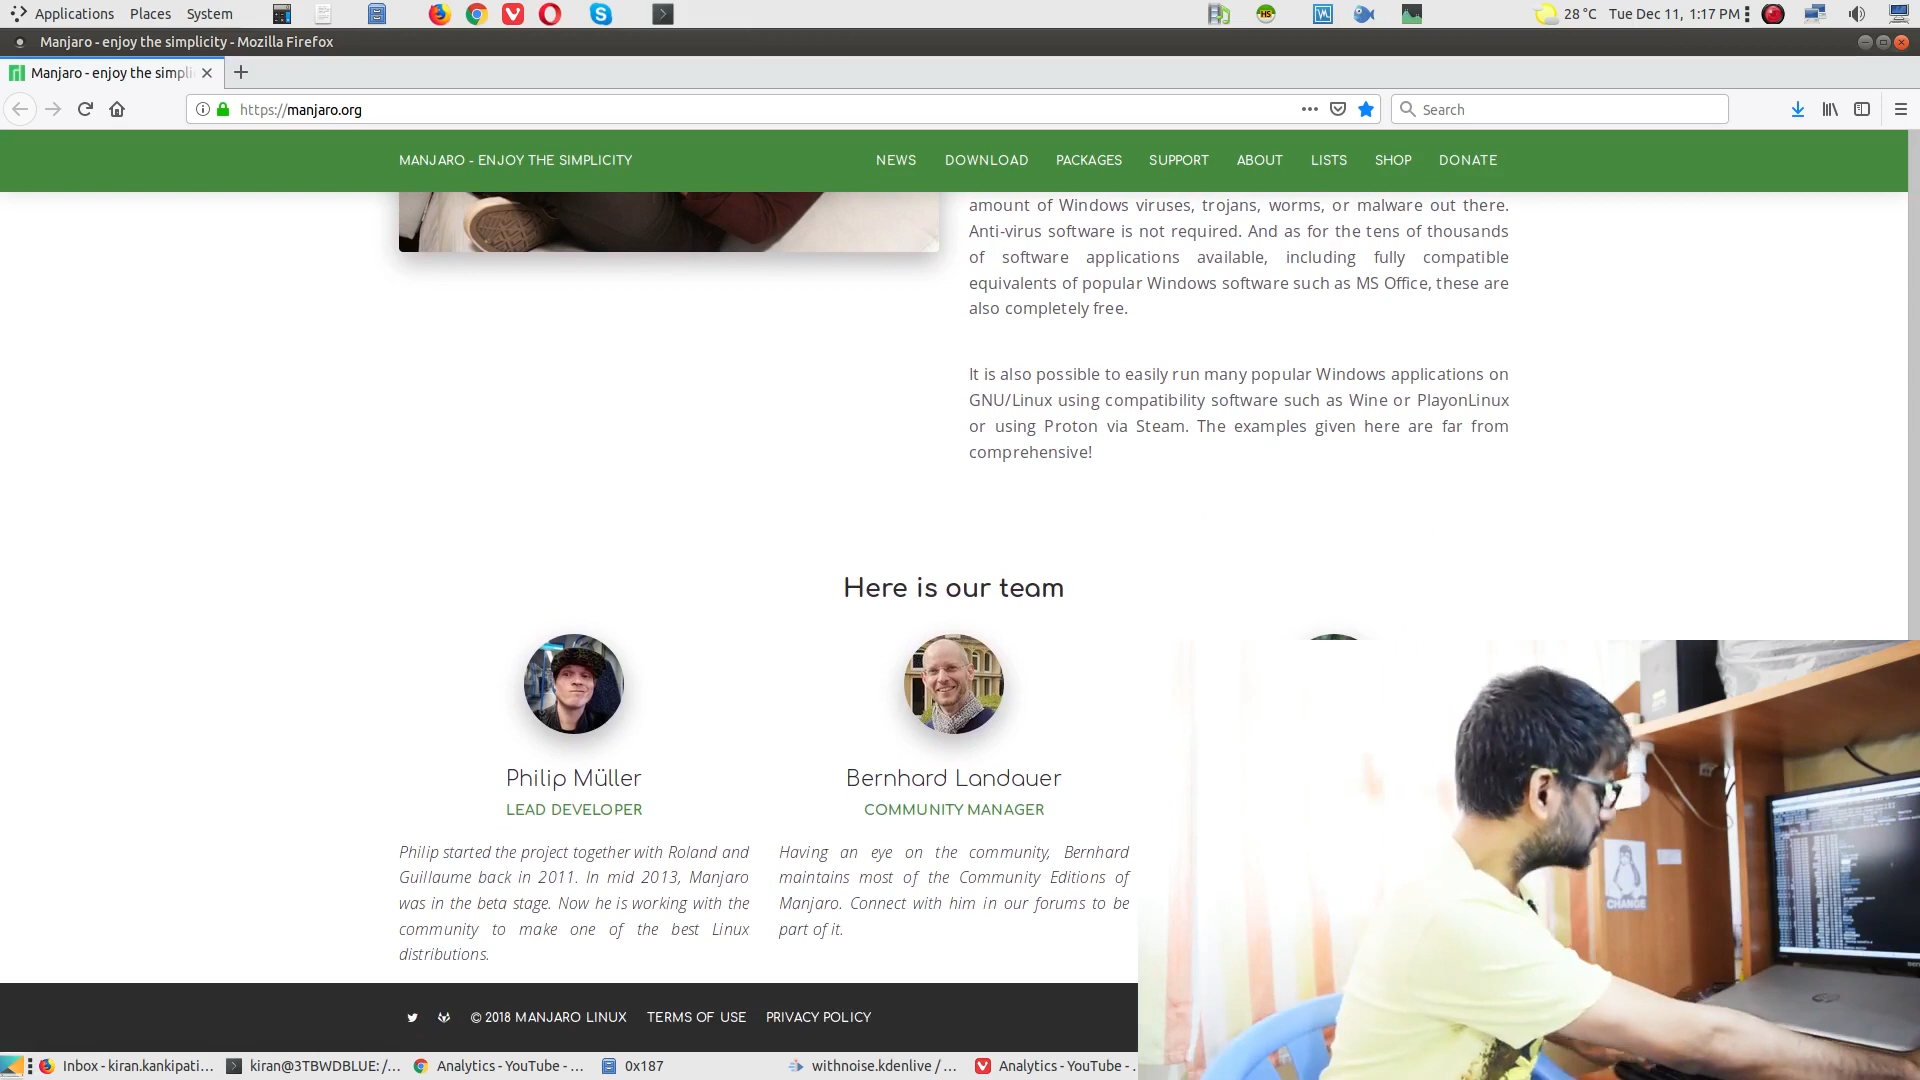 Applications Places System
28 °C Tue Dec 11, 1:17 PM
Manjaro - enjoy the simplicity - Mozilla Firefox
Manjaro - enjoy the simpli
https://manjaro.org
Search
MANJARO - ENJOY THE SIMPLICITY NEWS DOWNLOAD PACKAGES SUPPORT ABOUT LISTS SHOP DONATE
amount of Windows viruses, trojans, worms, or malware out there.
Anti-virus software is not required. And as for the tens of thousands
of software applications available, including fully compatible
equivalents of popular Windows software such as MS Office, these are
also completely free.
It is also possible to easily run many popular Windows applications on
GNU/Linux using compatibility software such as Wine or PlayonLinux
or using Proton via Steam. The examples given here are far from
comprehensive!
Here is our team
Philip Müller
LEAD DEVELOPER
Philip started the project together with Roland and
Guillaume back in 2011. In mid 2013, Manjaro
was in the beta stage. Now he is working with the
community to make one of the best Linux
distributions.
Bernhard Landauer
COMMUNITY MANAGER
Having an eye on the community, Bernhard
maintains most of the Community Editions of
Manjaro. Connect with him in our forums to be
part of it.
CHANGE
© 2018 MANJARO LINUX TERMS OF USE PRIVACY POLICY
Inbox - kiran.kankipati... kiran@3TBWDBLUE: /... Analytics - YouTube - ... 0x187 withnoise.kdenlive / ... Analytics - YouTube -